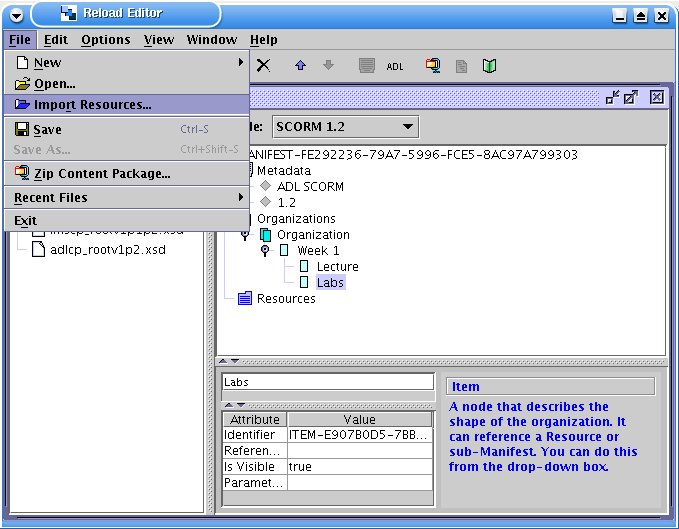 Reload Editor
File Edit Options View Window Help
New
ADL
Open...
Import Resources...
Save Ctrl-S
Save As... Ctrl+Shift-S
Zip Content Package...
Recent Files
Exit
le: SCORM 1.2
ANIFEST-FE292236-79A7-5996-FCE5-8AC97A799303
Metadata
ADL SCORM
1.2
Organizations
Organization
Week 1
Lecture
Labs
Resources
imscp_rootv1p1p2.xsd
adlcp_rootv1p2.xsd
Labs
Attribute Value
Identifier ITEM-E907B0D5-7BB...
Referen...
Is Visible true
Paramet...
Item
A node that describes the
shape of the organization. It
can reference a Resource or
sub-Manifest. You can do this
from the drop-down box.